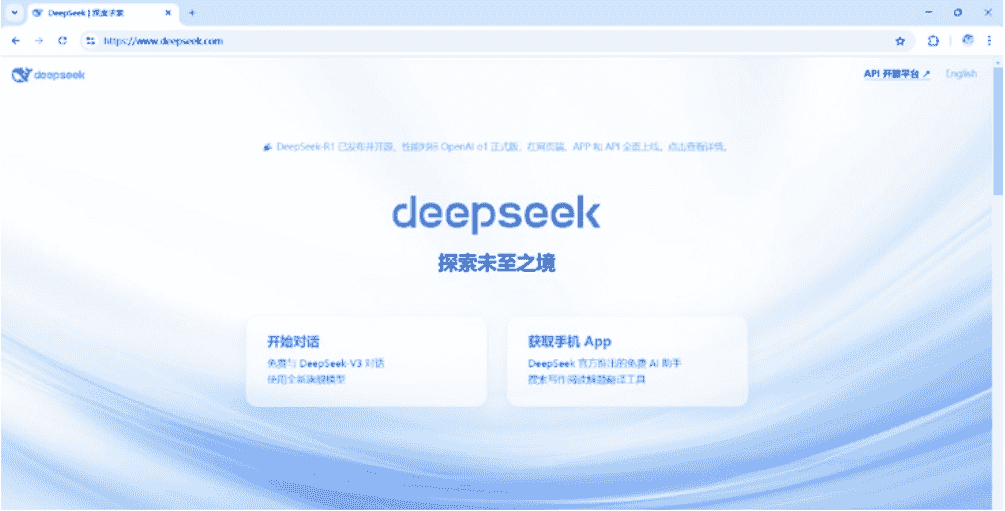 DeepSeek | 深度求索
https://www.deepseek.com
deepseek
API 开放平台 ↗ English
DeepSeek-R1 已发布并开源，性能对标 OpenAI o1 正式版，在网页端、APP 和 API 全面上线，点击查看详情。
deepseek
探索未至之境
开始对话
免费与 DeepSeek-V3 对话
使用全新旗舰模型
获取手机 App
DeepSeek 官方推出的免费 AI 助手
搜索写作阅读解题翻译工具